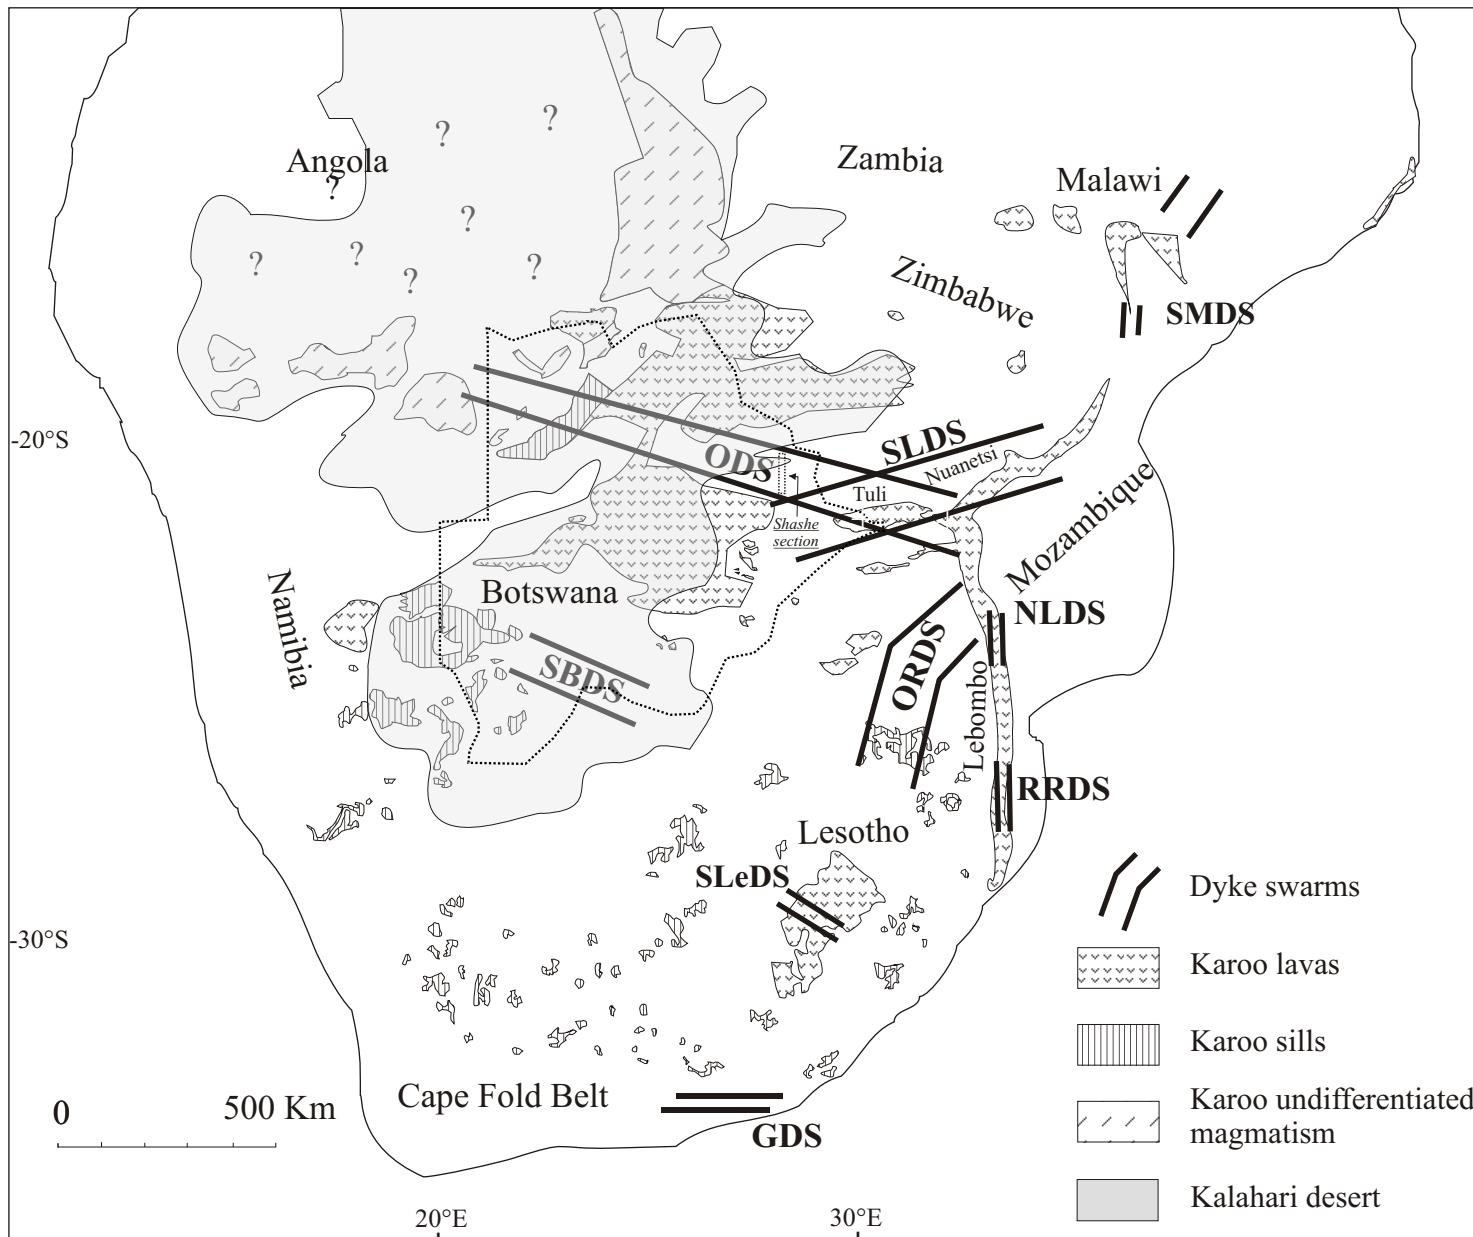 ?
?
Angola
?
Zambia
Malawi
?
?
?
?
?
Zimbabwe
SMDS
-20°S
SLDS
ODS
Nuanetsi
Tuli
Shashe
section
Mozambique
Botswana
Namibia
NLDS
ORDS
SBDS
Lebombo
RRDS
Lesotho
SLeDS
Dyke swarms
-30°S
Karoo lavas
Karoo sills
Cape Fold Belt
0
500 Km
Karoo undifferentiated
magmatism
GDS
Kalahari desert
20°E
30°E